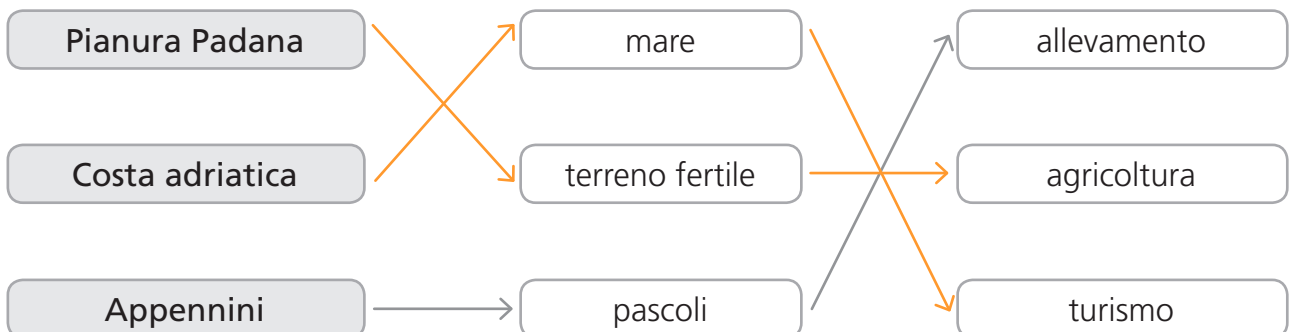 Pianura Padana
mare
allevamento
Costa adriatica
terreno fertile
agricoltura
Appennini
pascoli
turismo